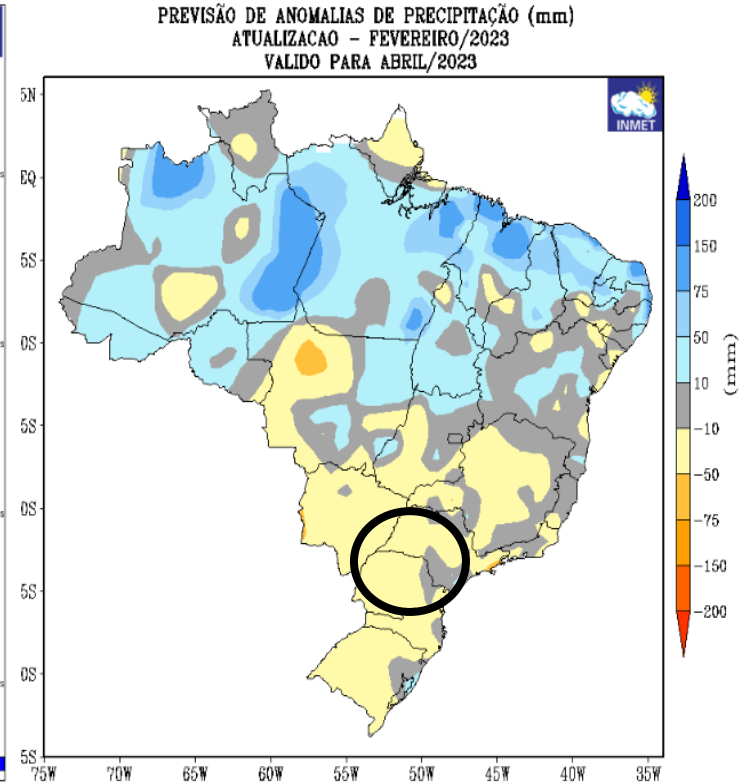 PREVISÃO DE ANOMALIAS DE PRECIPITAÇÃO (mm)
ATUALIZACAO – FEVEREIRO/2023
VALIDO PARA ABRIL/2023
INMET
5N
EQ
5S
0S
5S
0S
5S
0S
5S
75W 70W 65W 60W 55W 50W 45W 40W 35W
200
150
75
50
10
-10
-50
-75
-150
-200
(mm)